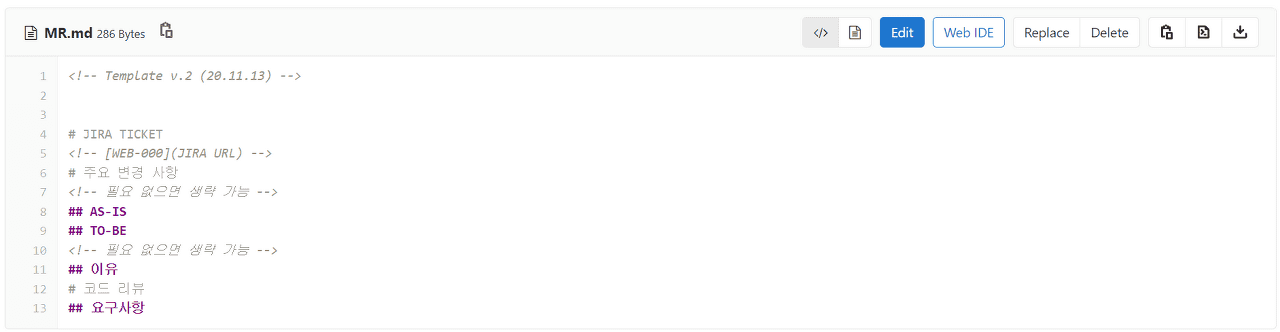 MR.md 286 Bytes
</> Edit Web IDE Replace Delete
1 <!-- Template v.2 (20.11.13) -->
2
3
4 # JIRA TICKET
5 <!-- [WEB-000](JIRA URL) -->
6 # 주요 변경 사항
7 <!-- 필요 없으면 생략 가능 -->
8 ## AS-IS
9 ## TO-BE
10 <!-- 필요 없으면 생략 가능 -->
11 ## 이유
12 # 코드 리뷰
13 ## 요구사항